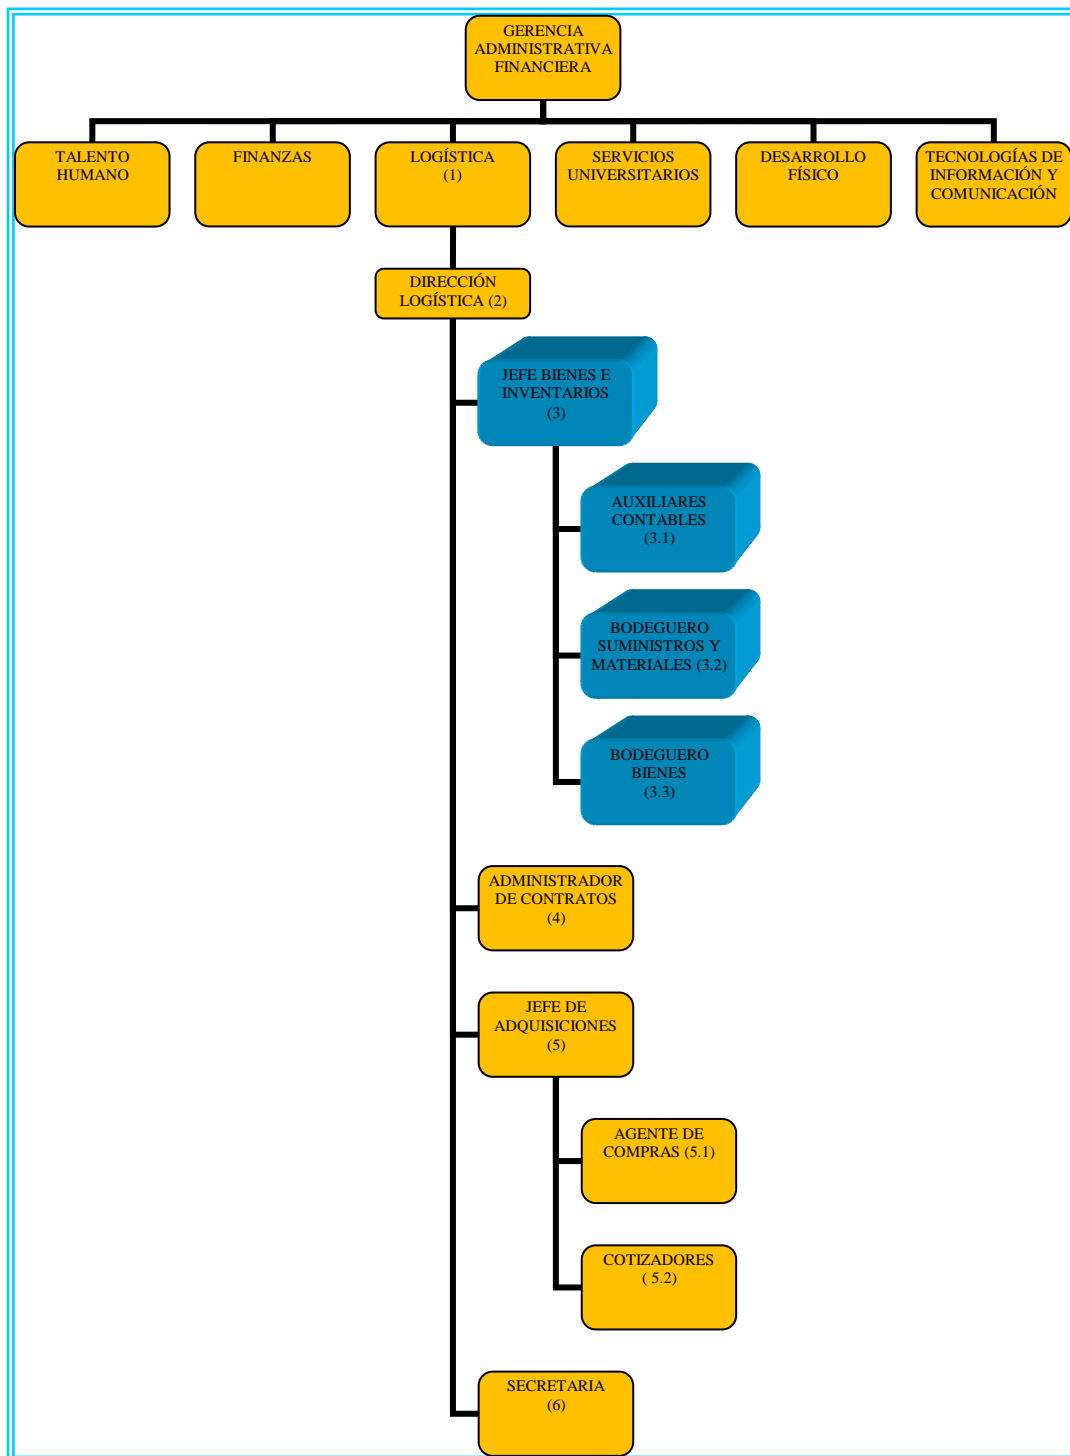 GERENCIA
ADMINISTRATIVA
FINANCIERA
TALENTO
HUMANO
FINANZAS
LOGÍSTICA
(1)
SERVICIOS
UNIVERSITARIOS
DESARROLLO
FÍSICO
TECNOLOGÍAS DE
INFORMACIÓN Y
COMUNICACIÓN
DIRECCIÓN
LOGÍSTICA (2)
JEFE BIENES E
INVENTARIOS
(3)
AUXILIARES
CONTABLES
(3.1)
BODEGUERO
SUMINISTROS Y
MATERIALES (3.2)
BODEGUERO
BIENES
(3.3)
ADMINISTRADOR
DE CONTRATOS
(4)
JEFE DE
ADQUISICIONES
(5)
AGENTE DE
COMPRAS (5.1)
COTIZADORES
( 5.2)
SECRETARIA
(6)